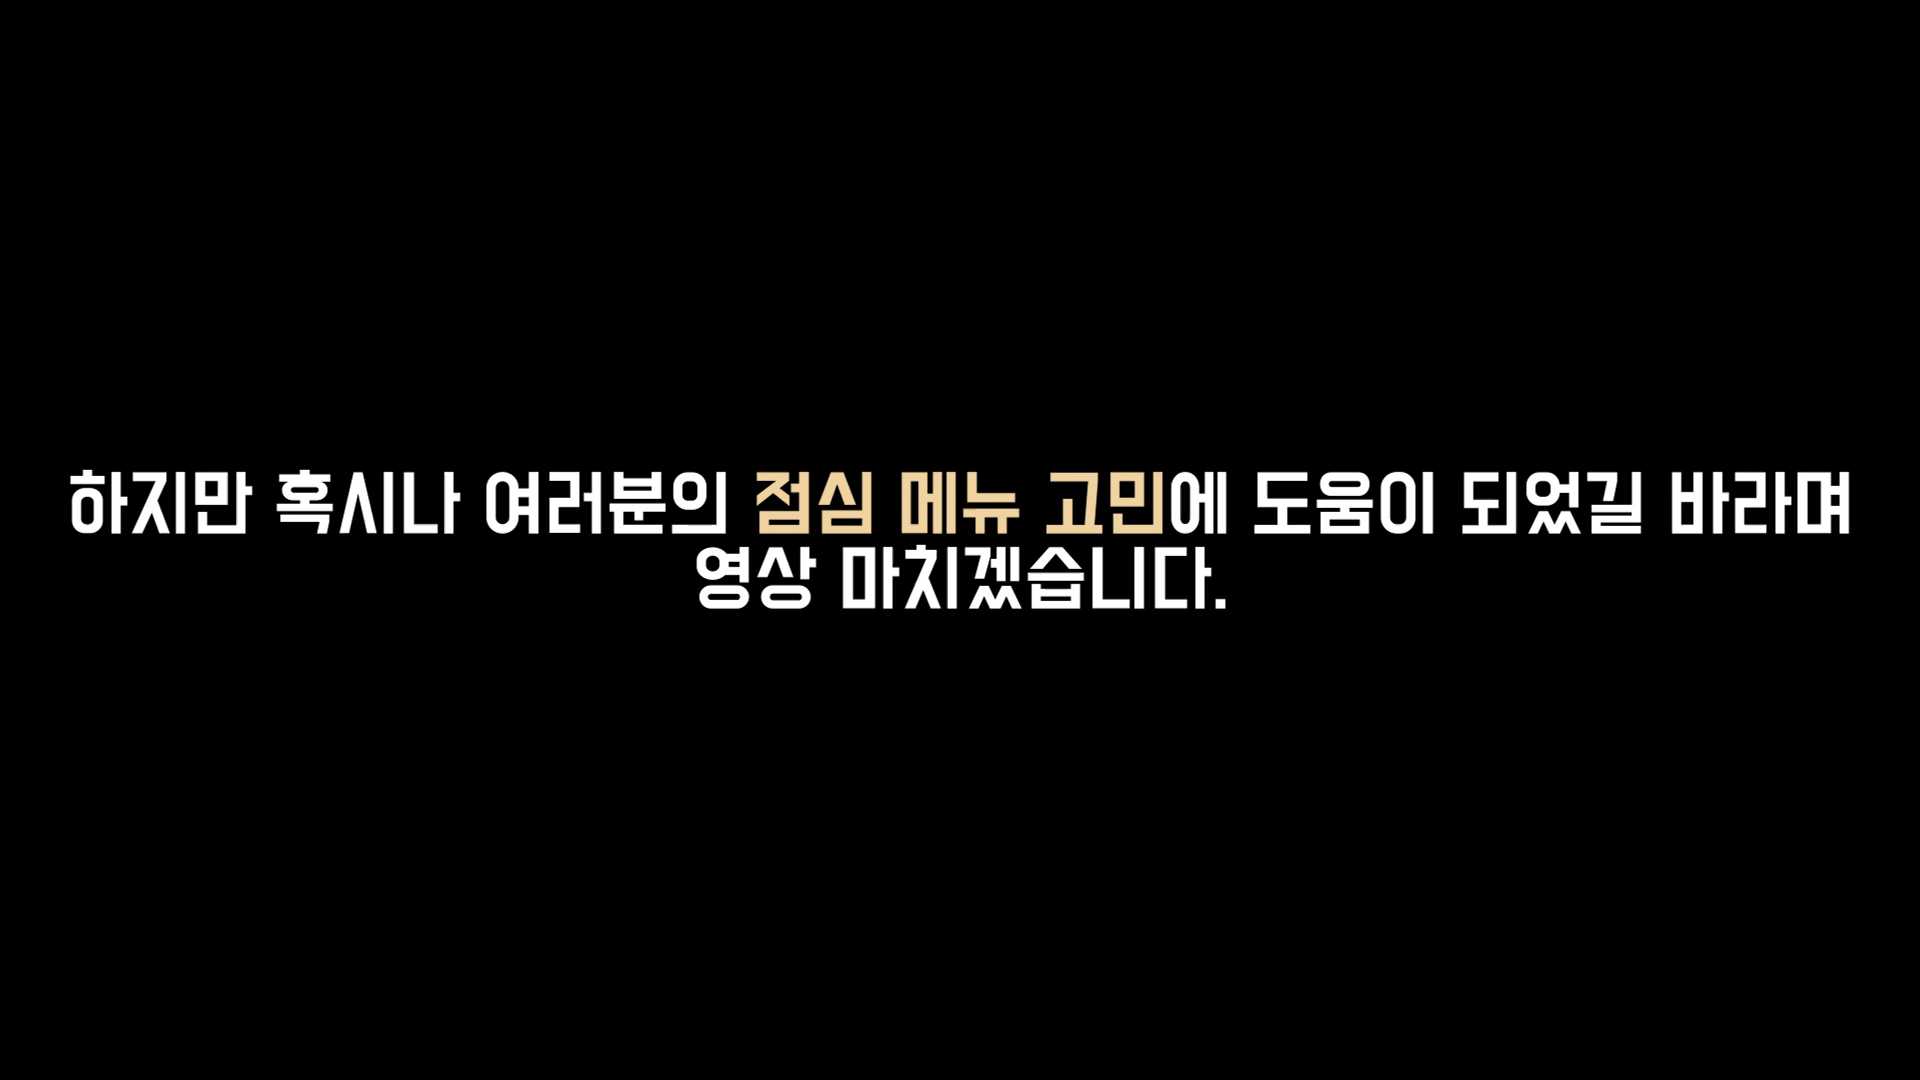 하지만 혹시나 여러분의 점심 메뉴 고민에 도움이 되었길 바라며
영상 마치겠습니다.